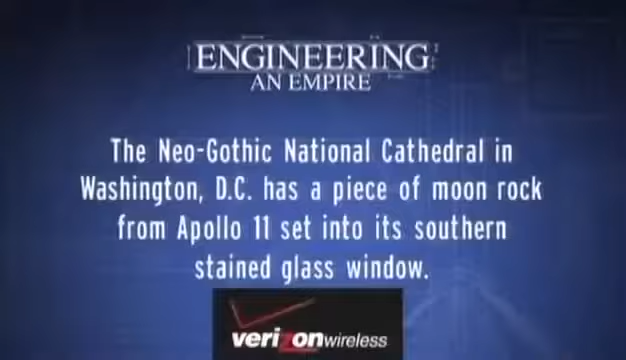 ENGINEERING
AN EMPIRE
The Neo-Gothic National Cathedral in
Washington, D.C. has a piece of moon rock
from Apollo 11 set into its southern
stained glass window.
verizonwireless